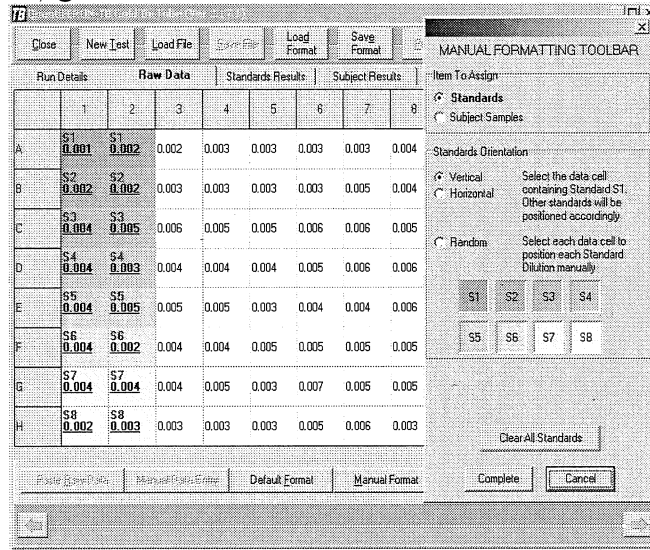 TB
Close New Test Load File Save File Load Format Save Format
Run Details Raw Data Standards Results Subject Results
1 2 3 4 5 6 7 8
S1 S1
A 0.001 0.002 0.002 0.003 0.003 0.003 0.003 0.004
S2 S2
B 0.002 0.002 0.003 0.003 0.003 0.003 0.005 0.004
S3 S3
C 0.004 0.005 0.006 0.005 0.005 0.006 0.006 0.005
S4 S4
D 0.004 0.003 0.004 0.004 0.005 0.006 0.006 0.006
S5 S5
E 0.004 0.005 0.005 0.005 0.003 0.004 0.004 0.006
S6 S6
F 0.004 0.002 0.004 0.004 0.005 0.005 0.005 0.005
S7 S7
G 0.004 0.004 0.004 0.005 0.003 0.007 0.005 0.005
S8 S8
H 0.002 0.003 0.003 0.003 0.003 0.005 0.006 0.003
Paste Raw Data Manual Data Entry Default Format Manual Format
MANUAL FORMATTING TOOLBAR
Item To Assign
Standards
Subject Samples
Standards Orientation
Vertical
Horizontal
Select the data cell
containing Standard S1.
Other standards will be
positioned accordingly
Random
Select each data cell to
position each Standard
Dilution manually
S1 S2 S3 S4
S5 S6 S7 S8
Clear All Standards
Complete Cancel